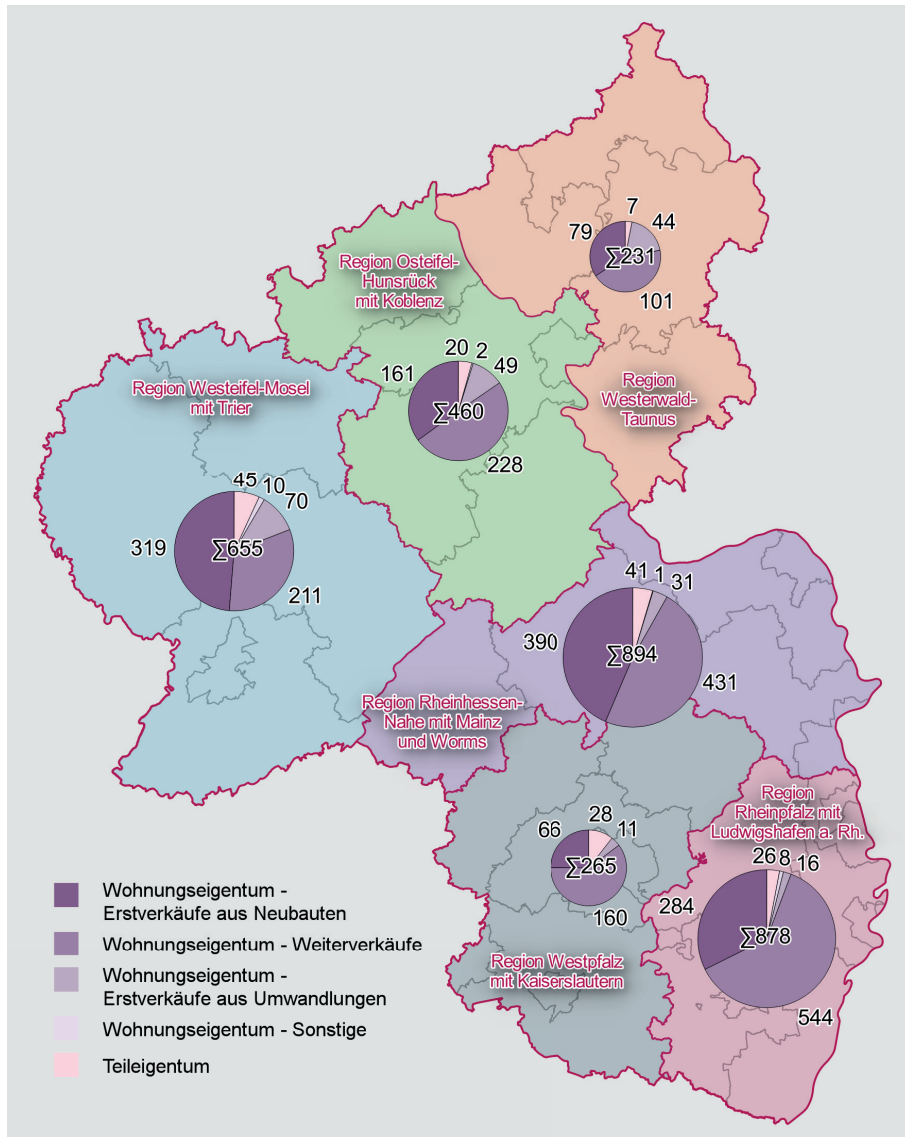 7
79
44
∑231
101
Region Osteifel-
Hunsrück
mit Koblenz
20 2
161
49
∑460
228
Region
Westerwald-
Taunus
Region Westeifel-Mosel
mit Trier
45 10
70
319
∑655
211
41 1 31
390
∑894
431
Region Rheinhessen-
Nahe mit Mainz
und Worms
28
66
11
∑265
160
Region
Rheinpfalz mit
Ludwigshafen a. Rh.
26 8 16
284
∑878
544
Region Westpfalz
mit Kaiserslautern
Wohnungseigentum -
Erstverkäufe aus Neubauten
Wohnungseigentum - Weiterverkäufe
Wohnungseigentum -
Erstverkäufe aus Umwandlungen
Wohnungseigentum - Sonstige
Teileigentum